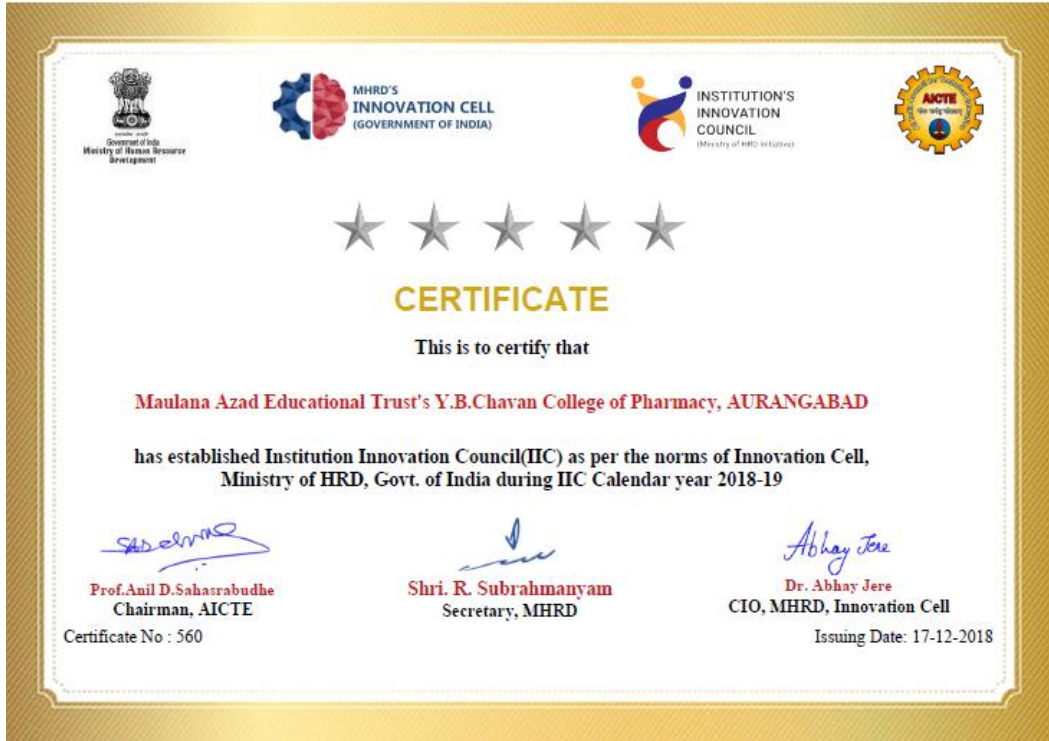 Government of India
Ministry of Human Resource
Development
MHRD'S
INNOVATION CELL
(GOVERNMENT OF INDIA)
INSTITUTION'S
INNOVATION
COUNCIL
(Ministry of HRD Initiative)
AICTE
CERTIFICATE
This is to certify that
Maulana Azad Educational Trust's Y.B.Chavan College of Pharmacy, AURANGABAD
has established Institution Innovation Council(IIC) as per the norms of Innovation Cell,
Ministry of HRD, Govt. of India during IIC Calendar year 2018-19
Abhay Jere
Prof.Anil D.Sahasrabudhe
Chairman, AICTE
Shri. R. Subrahmanyam
Secretary, MHRD
Dr. Abhay Jere
CIO, MHRD, Innovation Cell
Certificate No : 560
Issuing Date: 17-12-2018